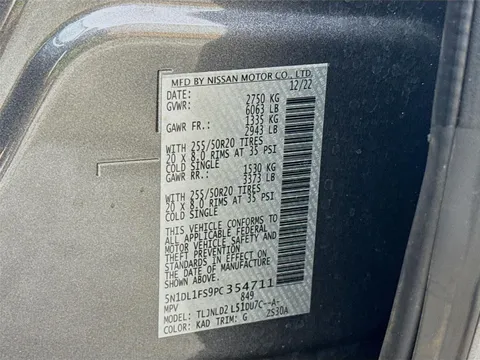 MFD BY NISSAN MOTOR CO., LTD.
DATE: 12/22
GVWR: 2750 KG
6063 LB
GAWR FR.: 1335 KG
2943 LB
WITH 255/50R20 TIRES
20 X 8.0 RIMS AT 35 PSI
COLD SINGLE
GAWR RR.: 1530 KG
3373 LB
WITH 255/50R20 TIRES
20 X 8.0 RIMS AT 35 PSI
COLD SINGLE
THIS VEHICLE CONFORMS TO
ALL APPLICABLE FEDERAL
MOTOR VEHICLE SAFETY AND
THEFT PREVENTION
STANDARDS IN EFFECT
ON THE DATE OF
MANUFACTURE
5N1DL1FS9PC354711
MPV 849
MODEL: TLJNLD2 L51DU7C--A-
COLOR: KAD TRIM: G 2S30A